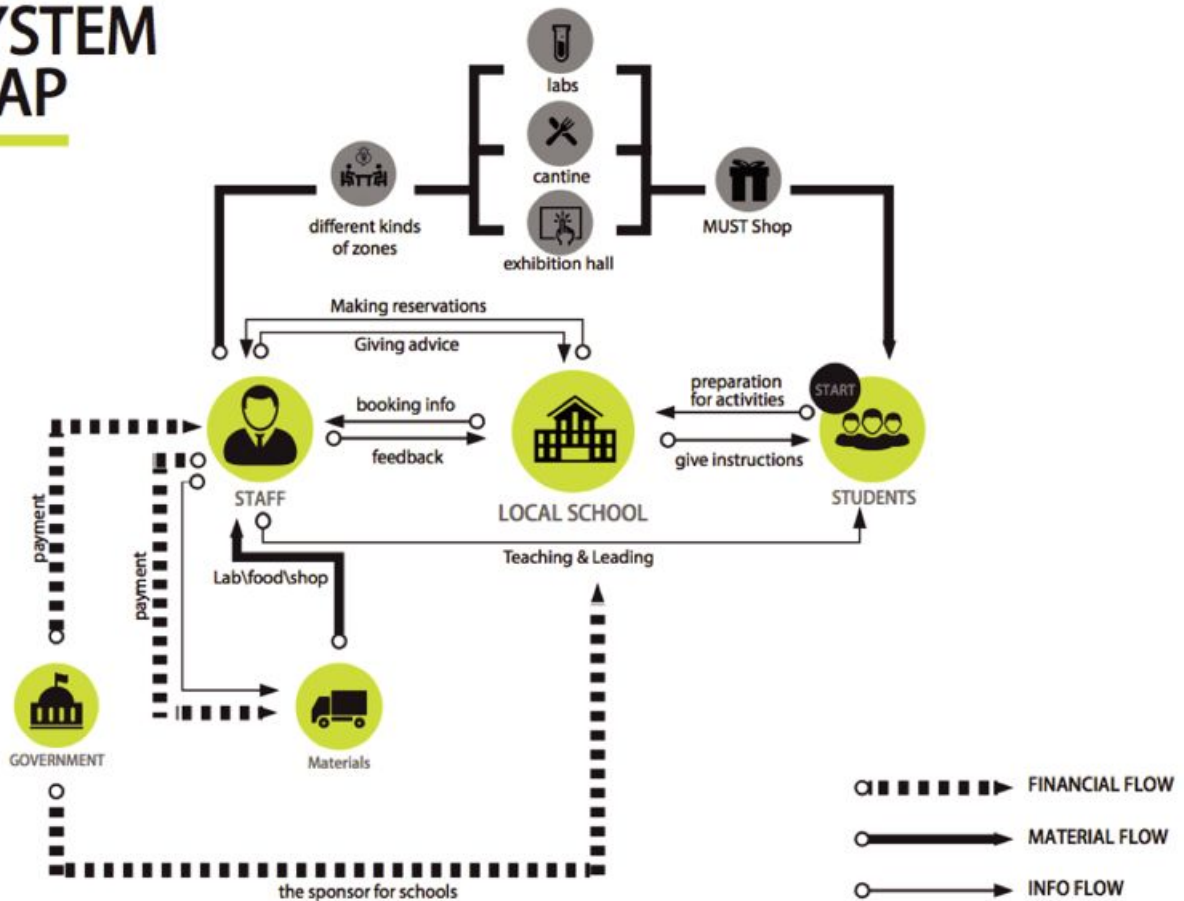 YSTEM
AP
labs
cantine
exhibition hall
different kinds
of zones
MUST Shop
Making reservations
Giving advice
booking info
feedback
preparation
for activities
START
give instructions
STAFF
LOCAL SCHOOL
STUDENTS
Teaching & Leading
payment
payment
Lab\food\shop
GOVERNMENT
Materials
the sponsor for schools
FINANCIAL FLOW
MATERIAL FLOW
INFO FLOW